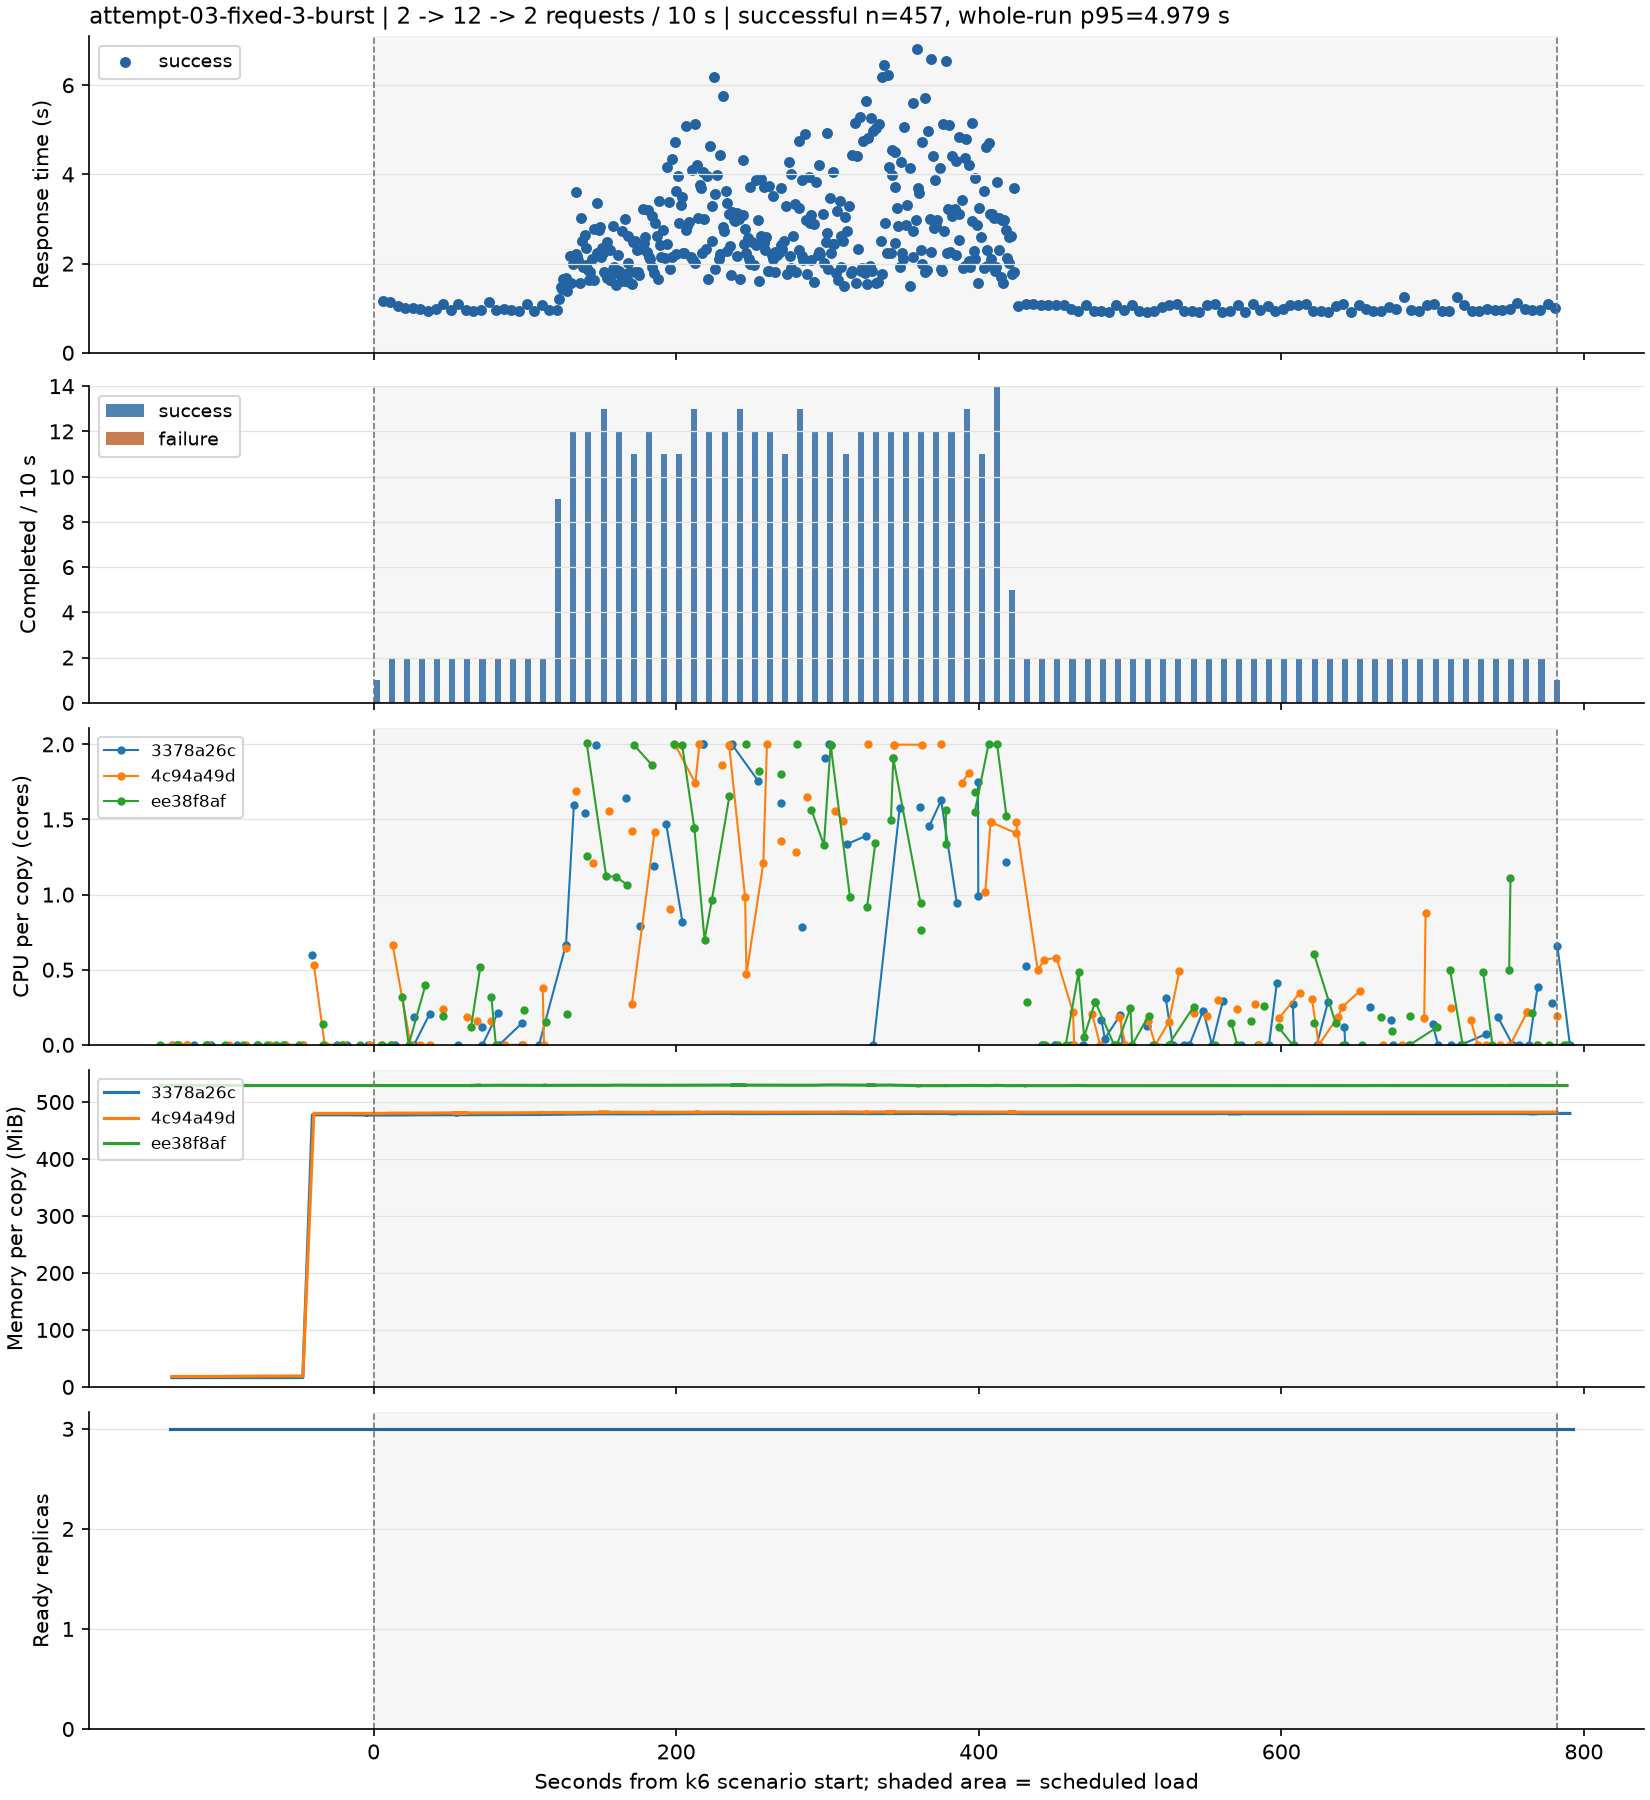 attempt-03-fixed-3-burst | 2 -> 12 -> 2 requests / 10 s | successful n=457, whole-run p95=4.979 s
Response time (s)
6
4
2
0
success
Completed / 10 s
14
12
10
8
6
4
2
0
success
failure
CPU per copy (cores)
2.0
1.5
1.0
0.5
0.0
3378a26c
4c94a49d
ee38f8af
Memory per copy (MiB)
500
400
300
200
100
0
3378a26c
4c94a49d
ee38f8af
Ready replicas
3
2
1
0
0 200 400 600 800
Seconds from k6 scenario start; shaded area = scheduled load